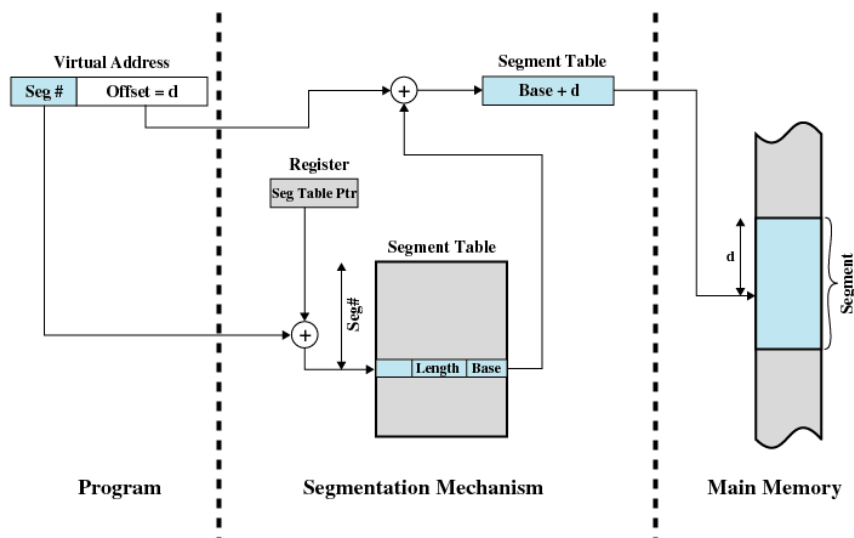 Virtual Address
Seg #
Offset = d
Segment Table
Base + d
Register
Seg Table Ptr
Segment Table
Seg#
Length
Base
+
+
d
Segment
Program
Segmentation Mechanism
Main Memory